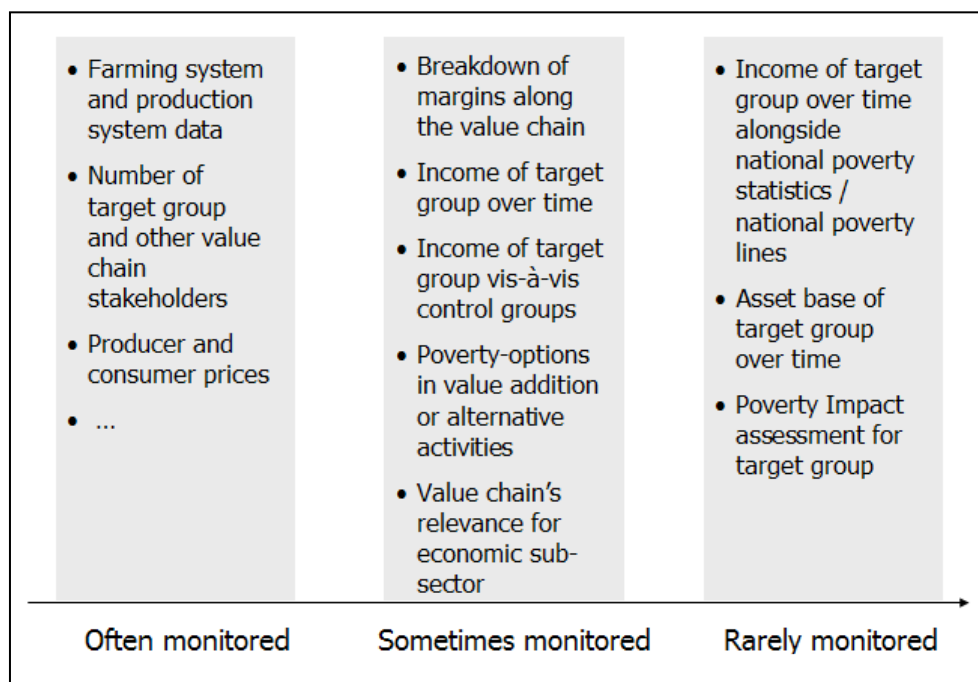 • Farming system
and production
system data
• Number of
target group
and other value
chain
stakeholders
• Producer and
consumer prices
• ...
• Breakdown of
margins along
the value chain
• Income of target
group over time
• Income of target
group vis-à-vis
control groups
• Poverty-options
in value addition
or alternative
activities
• Value chain's
relevance for
economic sub-
sector
• Income of target
group over time
alongside
national poverty
statistics /
national poverty
lines
• Asset base of
target group
over time
• Poverty Impact
assessment for
target group
Often monitored
Sometimes monitored
Rarely monitored